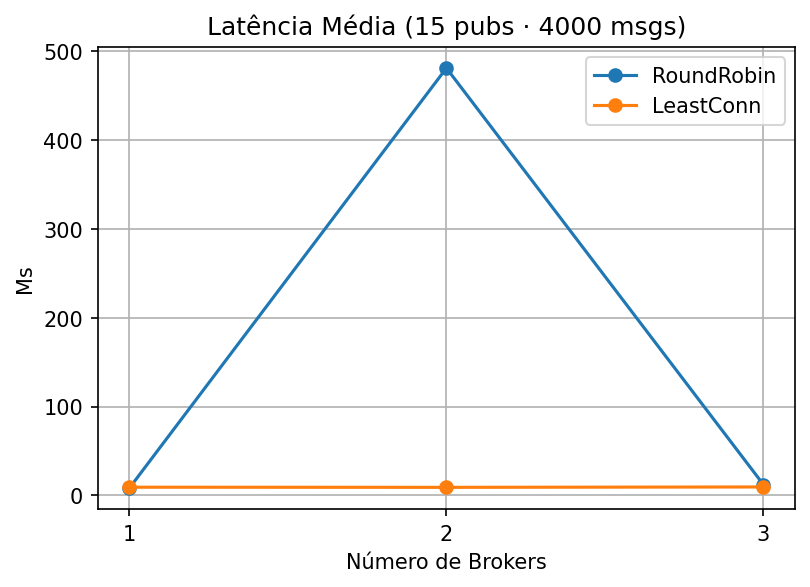 Latência Média (15 pubs · 4000 msgs)
500
400
300
200
100
0
Ms
RoundRobin
LeastConn
1
2
3
Número de Brokers